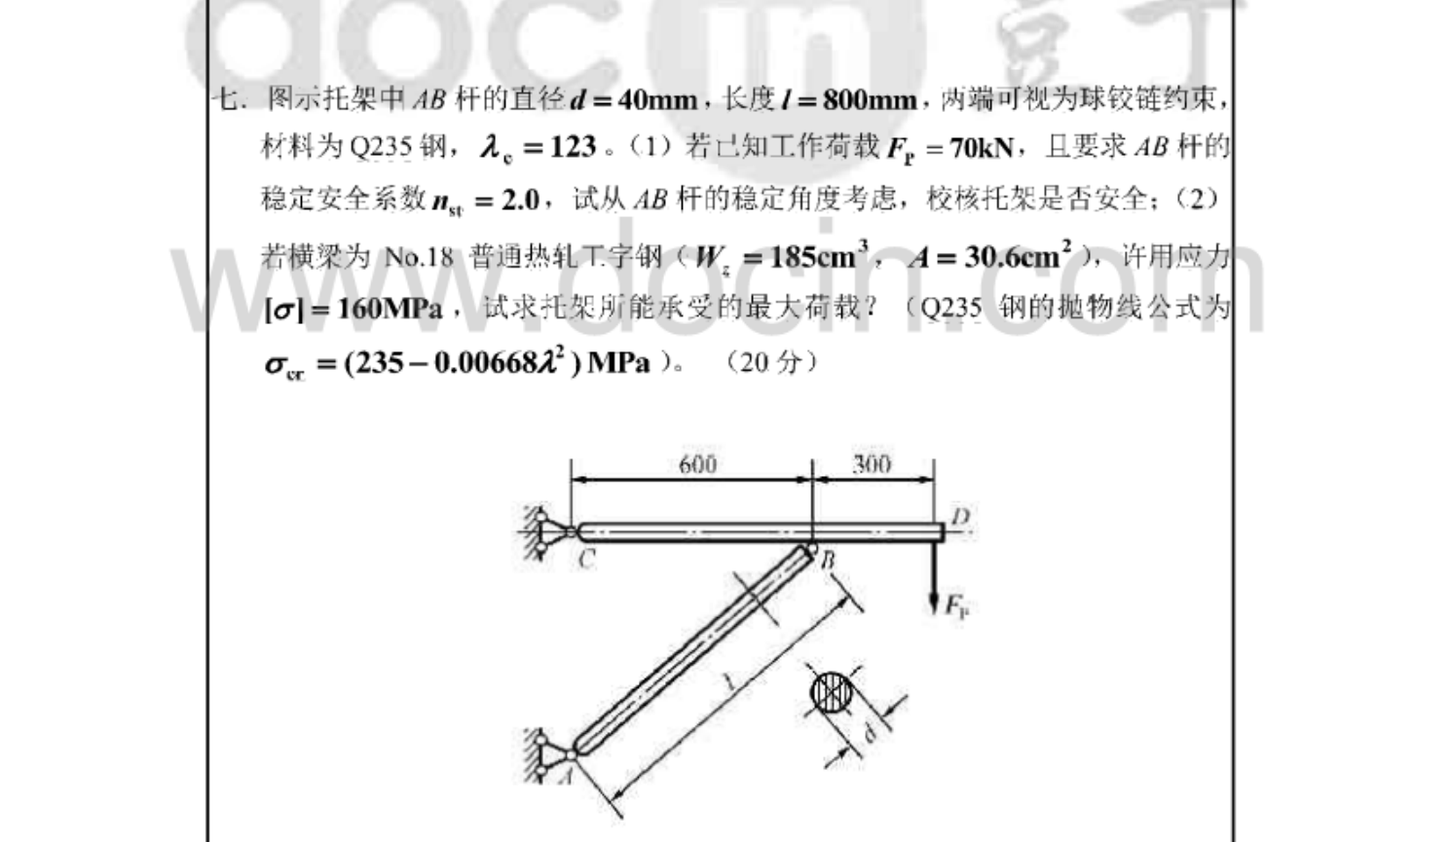 docin 豆丁
七. 图示托架中 AB 杆的直径 d = 40mm，长度 l = 800mm，两端可视为球铰链约束，
材料为 Q235 钢，λc = 123。（1）若已知工作荷载 FP = 70kN，且要求 AB 杆的
稳定安全系数 nst = 2.0，试从 AB 杆的稳定角度考虑，校核托架是否安全；（2）
若横梁为 No.18 普通热轧工字钢（Wz = 185cm³，A = 30.6cm²），许用应力
[σ] = 160MPa，试求托架所能承受的最大荷载？（Q235 钢的抛物线公式为
σcr = (235 − 0.00668λ²) MPa）。（20 分）
www.docin.com
600
300
D
C
B
FP
l
d
A